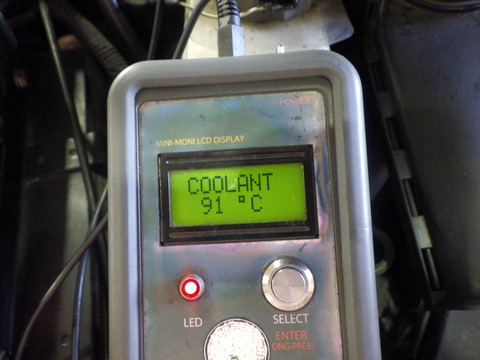 POWER
MINI-MONI LCD DISPLAY
COOLANT
91 °C
LED
SELECT
ENTER